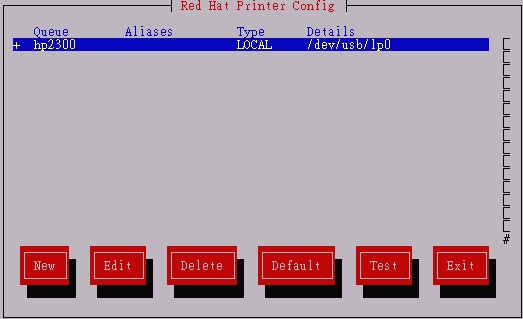 Red Hat Printer Config
Queue Aliases Type Details
+ hp2300 LOCAL /dev/usb/lp0
#
New Edit Delete Default Test Exit